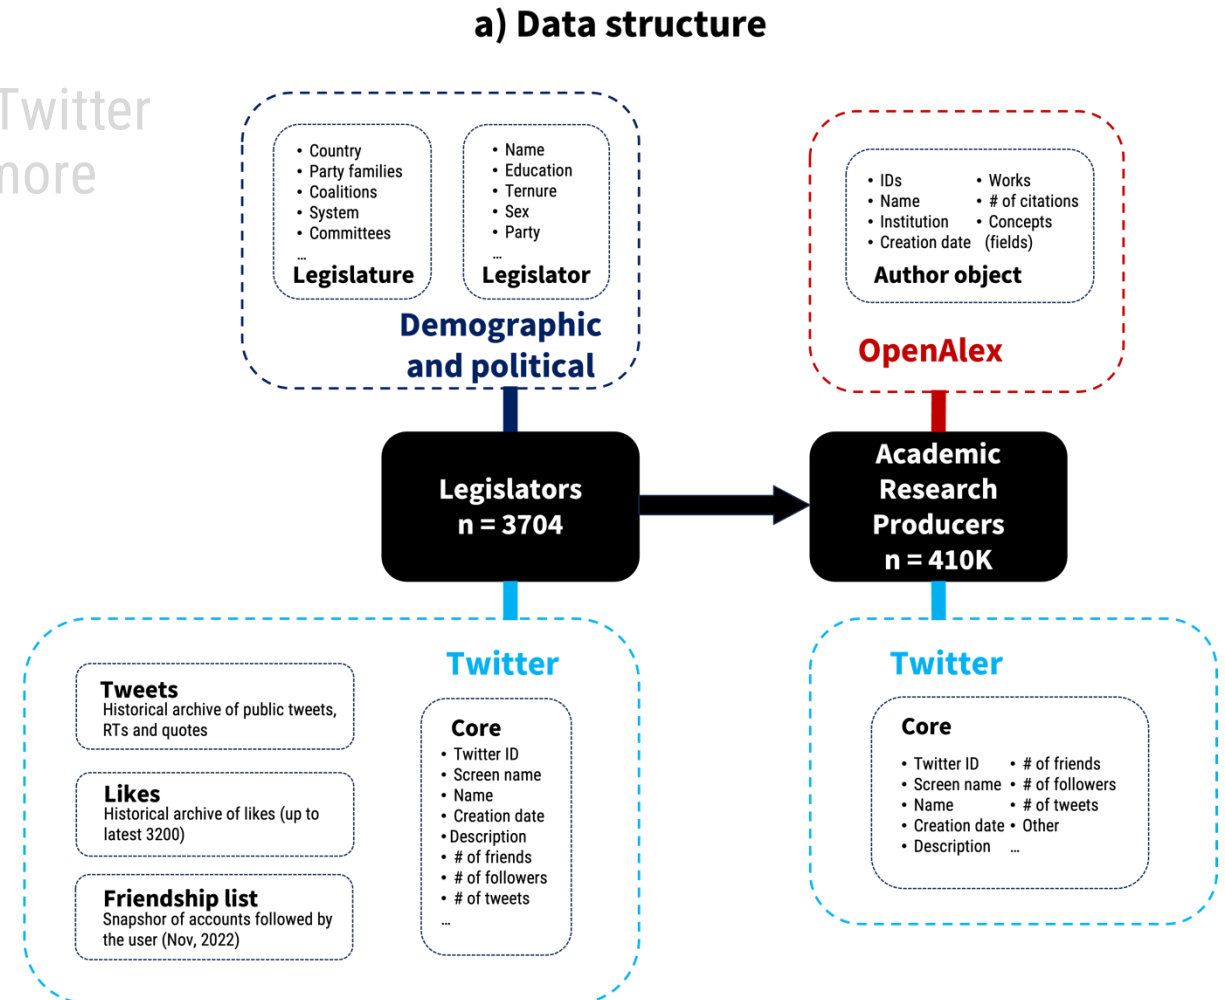 a) Data structure
Twitter
more
• Country
• Party families
• Coalitions
• System
• Committees
...
Legislature
• Name
• Education
• Ternure
• Sex
• Party
...
Legislator
Demographic
and political
• IDs
• Name
• Institution
• Creation date
• Works
• # of citations
• Concepts
(fields)
Author object
OpenAlex
Legislators
n = 3704
Academic
Research
Producers
n = 410K
Twitter
Tweets
Historical archive of public tweets,
RTs and quotes
Likes
Historical archive of likes (up to
latest 3200)
Friendship list
Snapshor of accounts followed by
the user (Nov, 2022)
Core
• Twitter ID
• Screen name
• Name
• Creation date
• Description
• # of friends
• # of followers
• # of tweets
...
Twitter
Core
• Twitter ID
• Screen name
• Name
• Creation date
• Description
• # of friends
• # of followers
• # of tweets
• Other
...